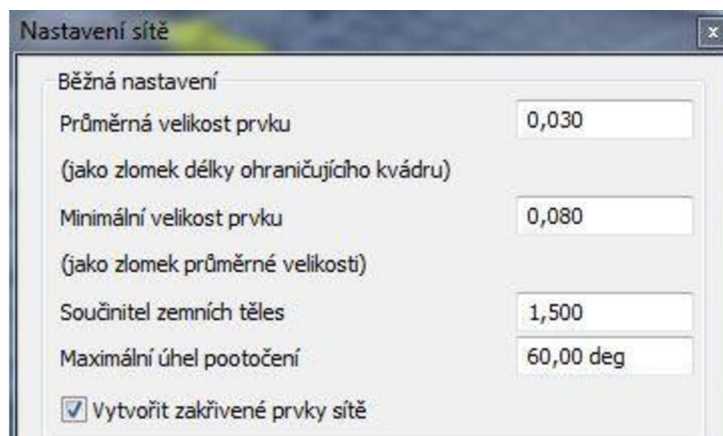 Nastavení sítě
Běžná nastavení
Průměrná velikost prvku 0,030
(jako zlomek délky ohraničujícího kvádru)
Minimální velikost prvku 0,080
(jako zlomek průměrné velikosti)
Součinitel zemních těles 1,500
Maximální úhel pootočení 60,00 deg
Vytvořit zakřivené prvky sítě